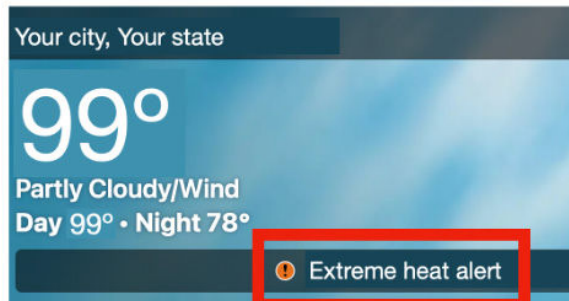 Your city, Your state
99°
Partly Cloudy/Wind
Day 99° • Night 78°
Extreme heat alert